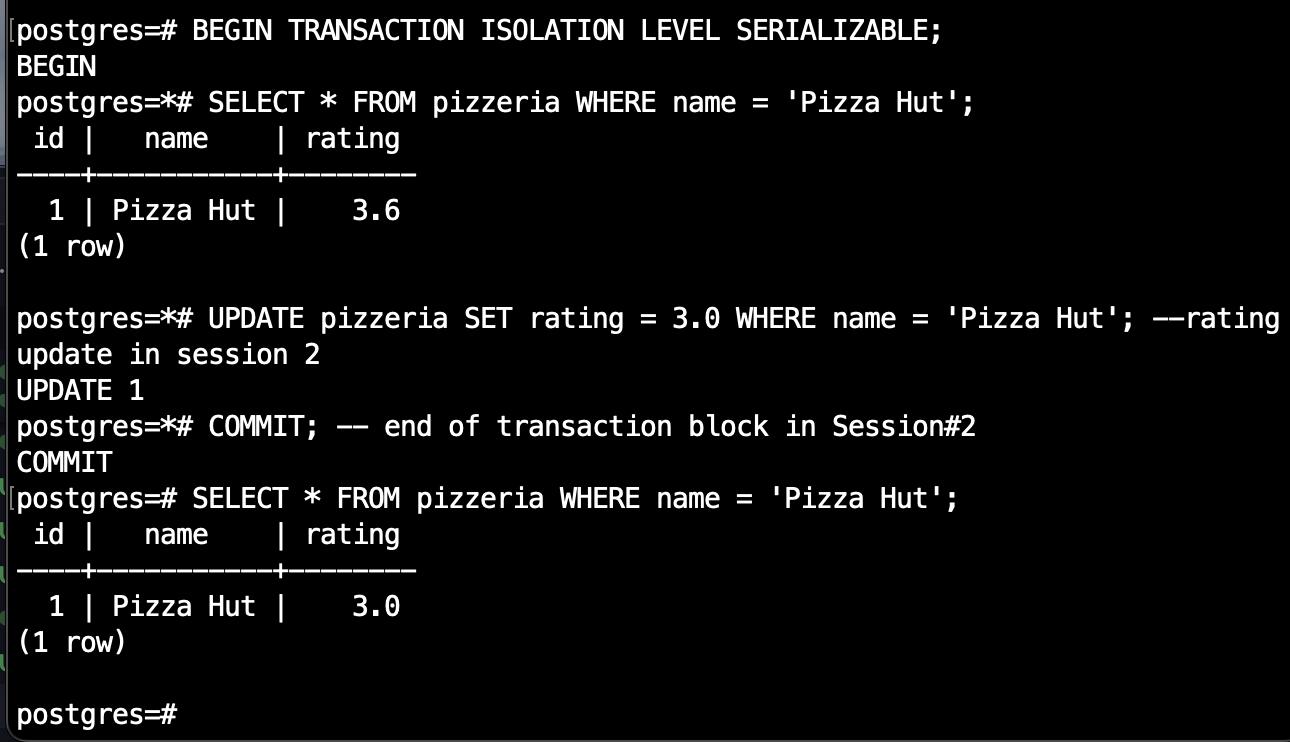 postgres=# BEGIN TRANSACTION ISOLATION LEVEL SERIALIZABLE;
BEGIN
postgres=*# SELECT * FROM pizzeria WHERE name = 'Pizza Hut';
 id |   name    | rating
----+-----------+--------
  1 | Pizza Hut |    3.6
(1 row)

postgres=*# UPDATE pizzeria SET rating = 3.0 WHERE name = 'Pizza Hut'; --rating
update in session 2
UPDATE 1
postgres=*# COMMIT; -- end of transaction block in Session#2
COMMIT
postgres=# SELECT * FROM pizzeria WHERE name = 'Pizza Hut';
 id |   name    | rating
----+-----------+--------
  1 | Pizza Hut |    3.0
(1 row)

postgres=#